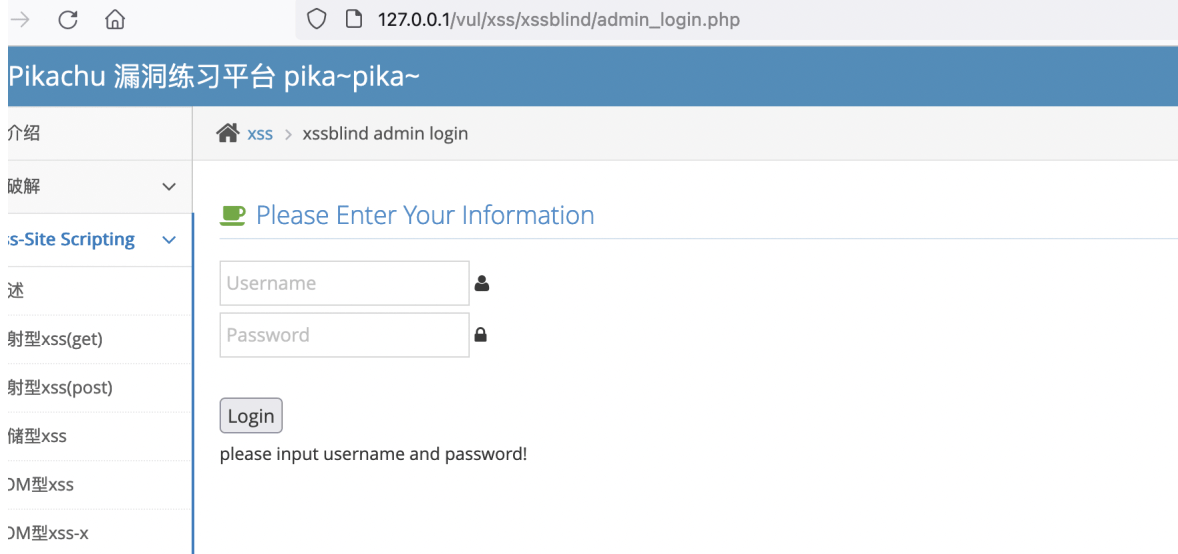 127.0.0.1/vul/xss/xssblind/admin_login.php
Pikachu 漏洞练习平台 pika~pika~
介绍
xss > xssblind admin login
破解
Please Enter Your Information
ss-Site Scripting
Username
述
Password
射型xss(get)
射型xss(post)
Login
储型xss
please input username and password!
OM型xss
OM型xss-x